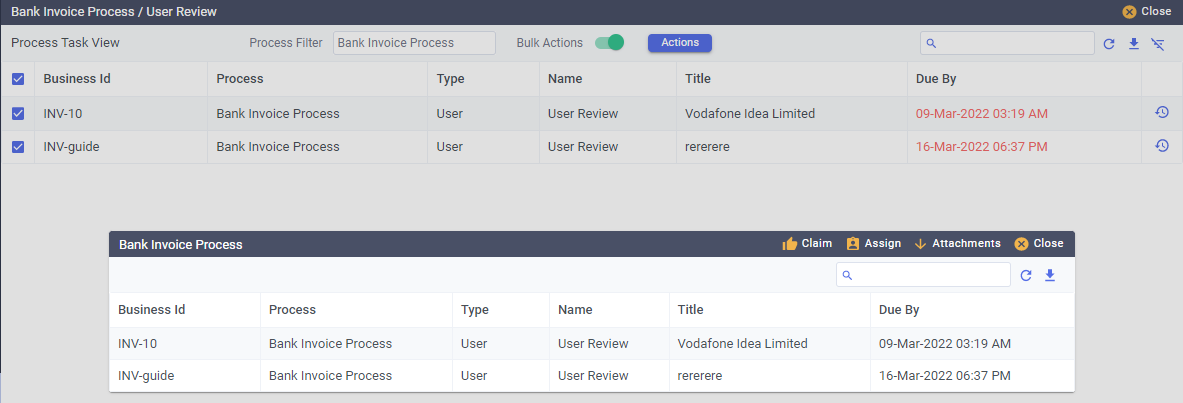 Bank Invoice Process / User Review Close
Process Task View Process Filter Bank Invoice Process Bulk Actions Actions
Business Id Process Type Name Title Due By
INV-10 Bank Invoice Process User User Review Vodafone Idea Limited 09-Mar-2022 03:19 AM
INV-guide Bank Invoice Process User User Review rererere 16-Mar-2022 06:37 PM
Bank Invoice Process Claim Assign Attachments Close
Business Id Process Type Name Title Due By
INV-10 Bank Invoice Process User User Review Vodafone Idea Limited 09-Mar-2022 03:19 AM
INV-guide Bank Invoice Process User User Review rererere 16-Mar-2022 06:37 PM